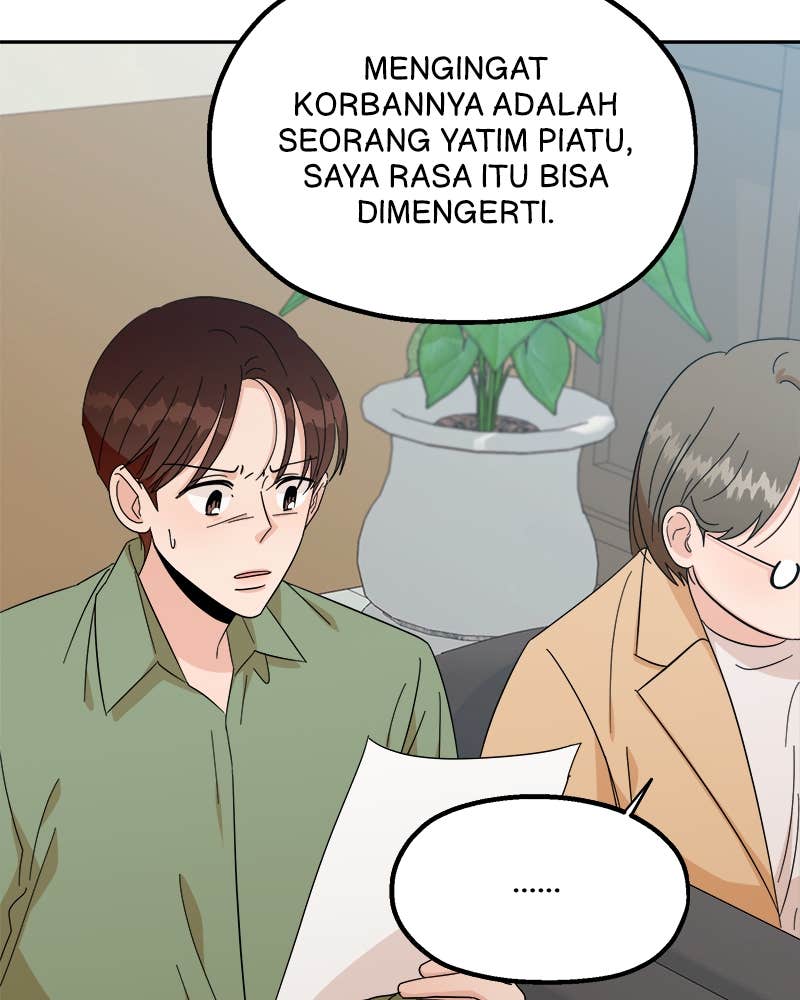 MENGINGAT
KORBANNYA ADALAH
SEORANG YATIM PIATU,
SAYA RASA ITU BISA
DIMENGERTI.
......